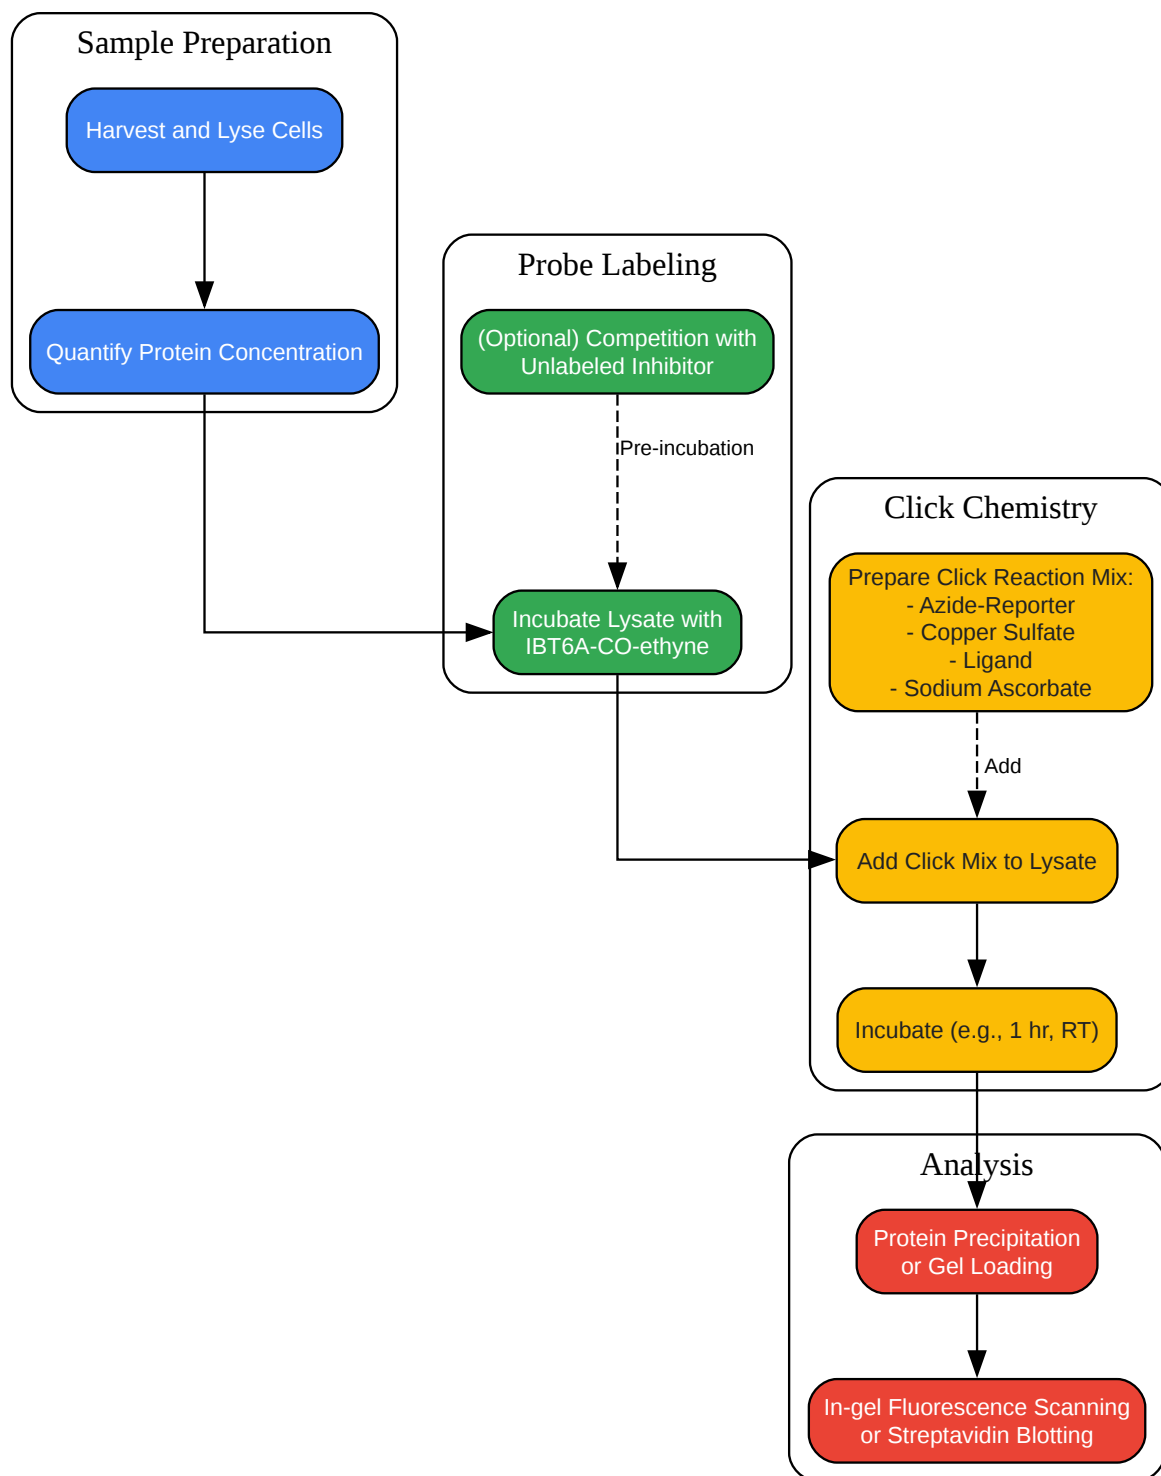 Sample Preparation
Harvest and Lyse Cells
Quantify Protein Concentration
Probe Labeling
(Optional) Competition with
Unlabeled Inhibitor
Pre-incubation
Incubate Lysate with
IBT6A-CO-ethyne
Click Chemistry
Prepare Click Reaction Mix:
- Azide-Reporter
- Copper Sulfate
- Ligand
- Sodium Ascorbate
Add
Add Click Mix to Lysate
Incubate (e.g., 1 hr, RT)
Analysis
Protein Precipitation
or Gel Loading
In-gel Fluorescence Scanning
or Streptavidin Blotting